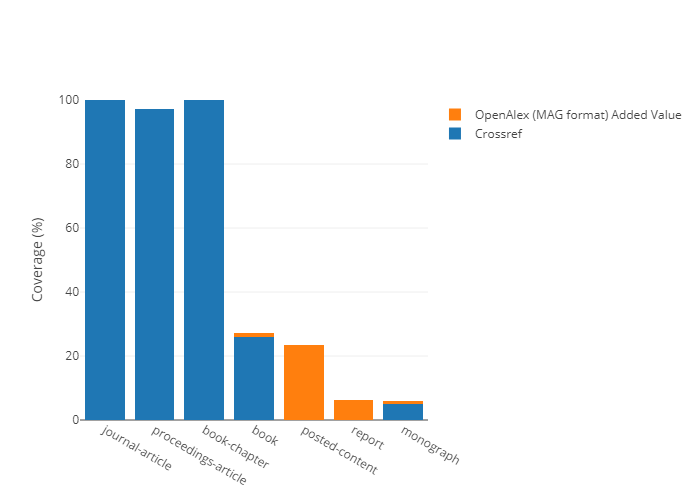 100
80
60
40
20
0
Coverage (%)
journal-article
proceedings-article
book-chapter
book
posted-content
report
monograph
OpenAlex (MAG format) Added Value
Crossref